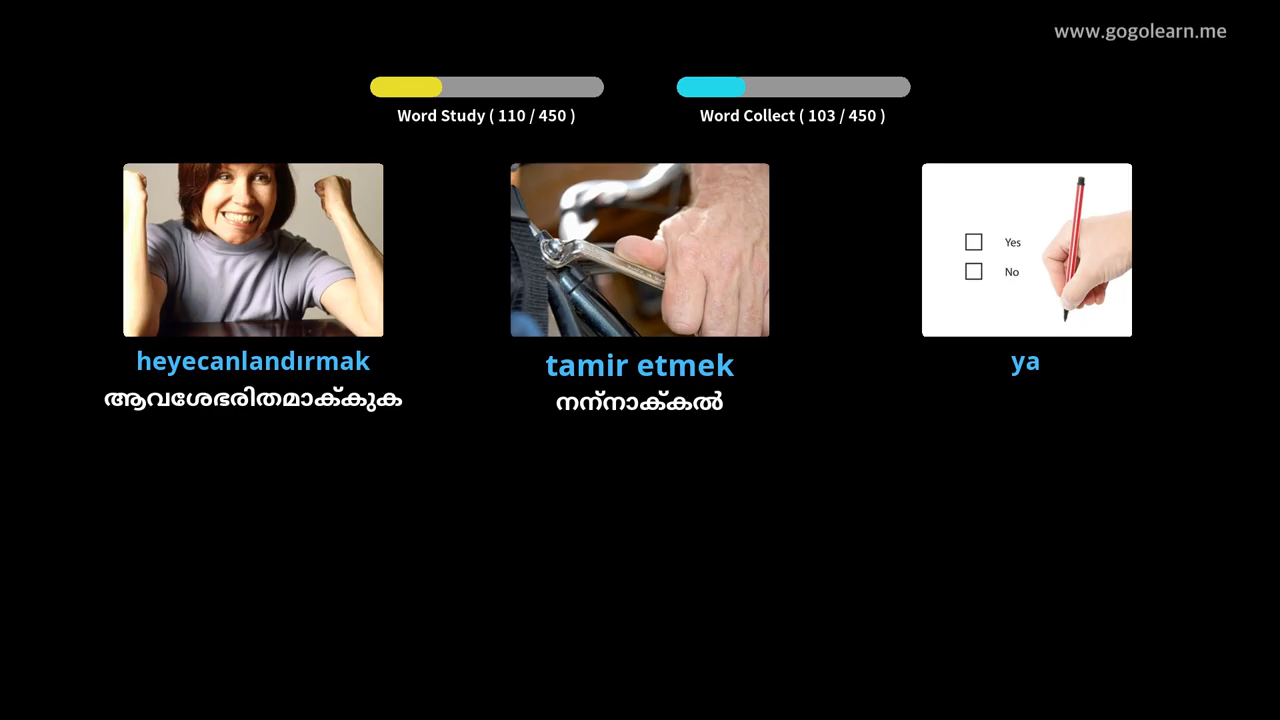 www.gogolearn.me
Word Study ( 110 / 450 )
Word Collect ( 103 / 450 )
Yes
No
heyecanlandırmak
ആവശേഭരിതമാക്കുക
tamir etmek
നന്നാക്കൽ
ya